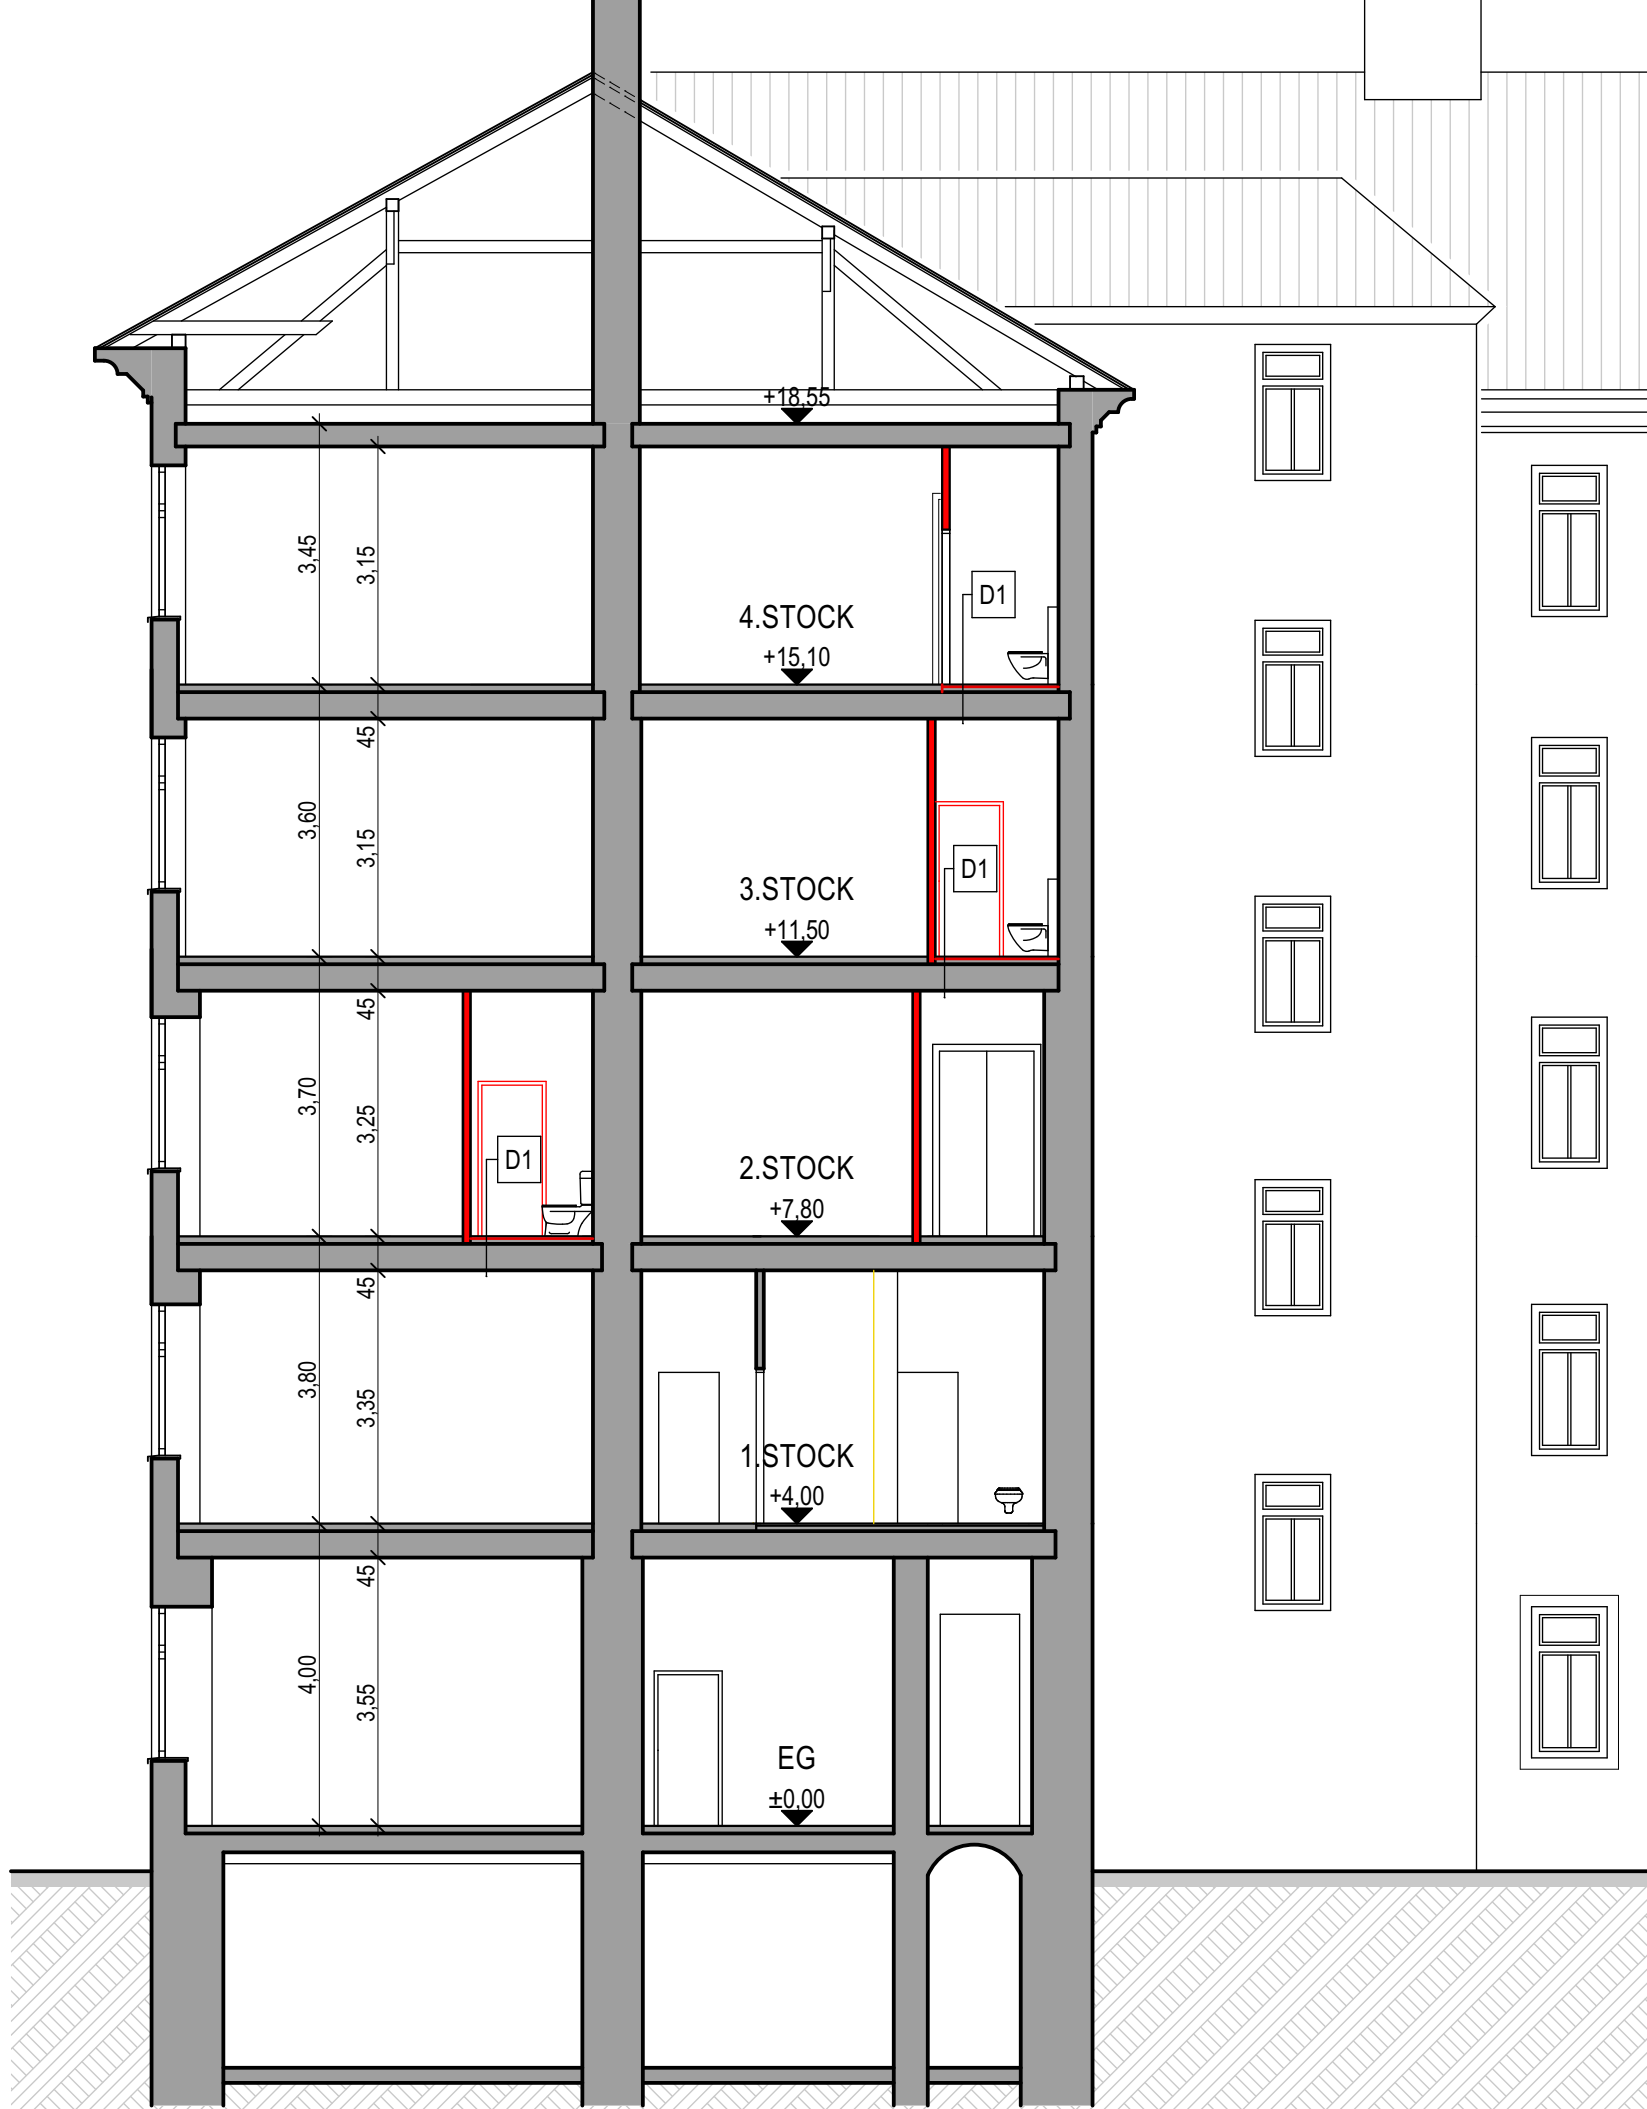 +18,55
3,45
3,15
D1
4.STOCK
+15,10
45
3,60
3,15
D1
3.STOCK
+11,50
45
3,70
3,25
D1
2.STOCK
+7,80
45
3,80
3,35
1.STOCK
+4,00
45
4,00
3,55
EG
±0,00